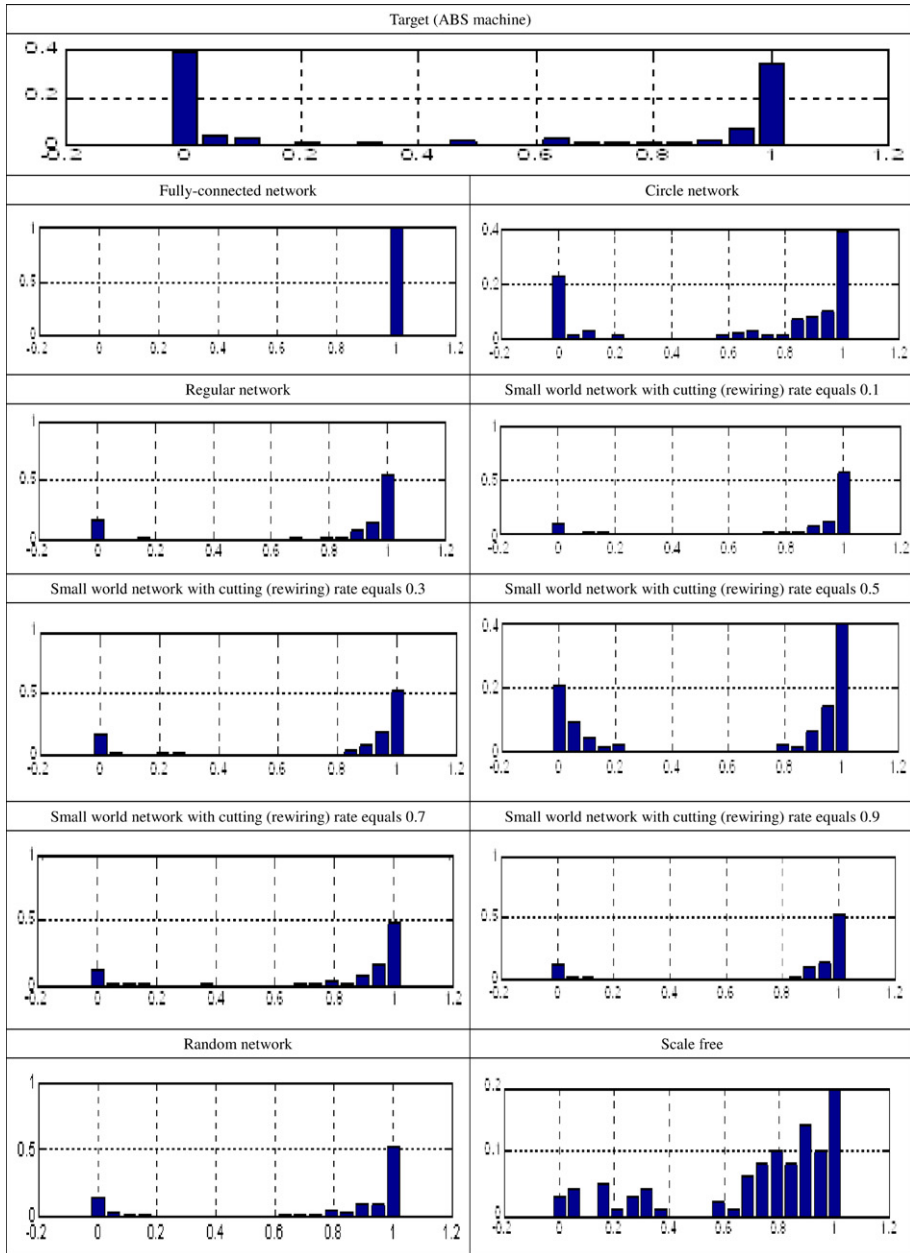 Target (ABS machine)
0.4
0.2
0
-0.2 0 0.2 0.4 0.6 0.8 1 1.2
Fully-connected network
1
0.5
0
-0.2 0 0.2 0.4 0.6 0.8 1 1.2
Circle network
0.4
0.2
0
-0.2 0 0.2 0.4 0.6 0.8 1 1.2
Regular network
1
0.5
0
-0.2 0 0.2 0.4 0.6 0.8 1 1.2
Small world network with cutting (rewiring) rate equals 0.1
1
0.5
0
-0.2 0 0.2 0.4 0.6 0.8 1 1.2
Small world network with cutting (rewiring) rate equals 0.3
1
0.5
0
-0.2 0 0.2 0.4 0.6 0.8 1 1.2
Small world network with cutting (rewiring) rate equals 0.5
0.4
0.2
0
-0.2 0 0.2 0.4 0.6 0.8 1 1.2
Small world network with cutting (rewiring) rate equals 0.7
1
0.5
0
-0.2 0 0.2 0.4 0.6 0.8 1 1.2
Small world network with cutting (rewiring) rate equals 0.9
1
0.5
0
-0.2 0 0.2 0.4 0.6 0.8 1 1.2
Random network
1
0.5
0
-0.2 0 0.2 0.4 0.6 0.8 1 1.2
Scale free
0.2
0.1
0
-0.2 0 0.2 0.4 0.6 0.8 1 1.2